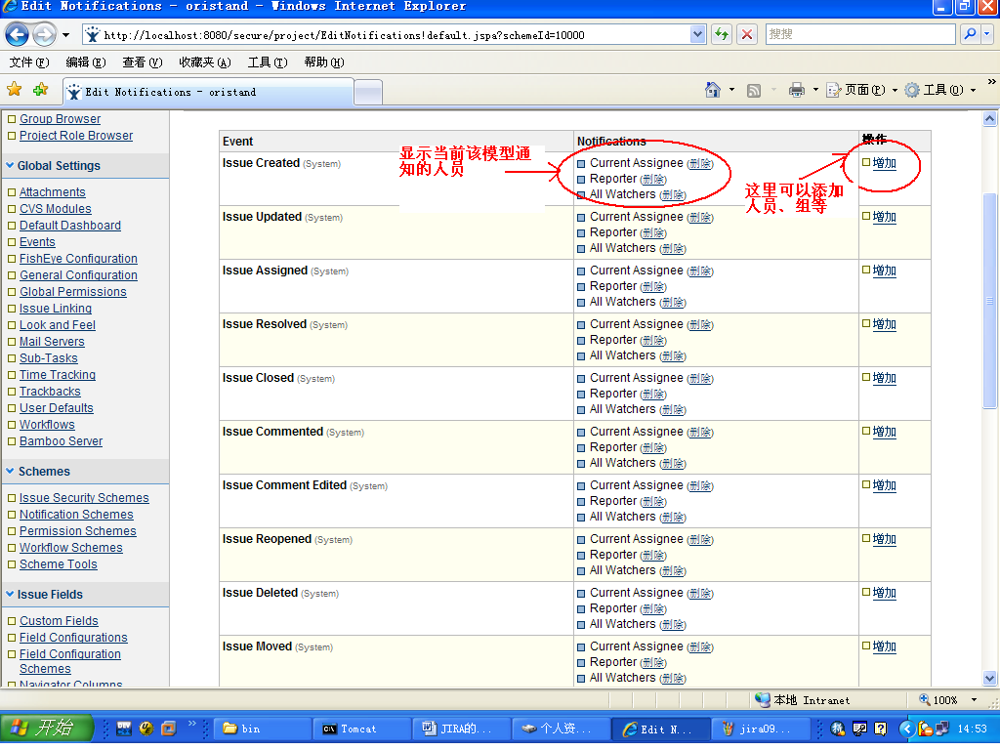 Edit Notifications - oristand - Windows Internet Explorer
http://localhost:8080/secure/project/EditNotifications!default.jspa?schemeId=10000
搜搜
文件(F) 编辑(E) 查看(V) 收藏夹(A) 工具(T) 帮助(H)
Edit Notifications - oristand
页面(P) 工具(O) »
Group Browser
Project Role Browser
Global Settings
Attachments
CVS Modules
Default Dashboard
Events
FishEye Configuration
General Configuration
Global Permissions
Issue Linking
Look and Feel
Mail Servers
Sub-Tasks
Time Tracking
Trackbacks
User Defaults
Workflows
Bamboo Server
Schemes
Issue Security Schemes
Notification Schemes
Permission Schemes
Workflow Schemes
Scheme Tools
Issue Fields
Custom Fields
Field Configurations
Field Configuration
Schemes
Navigator Columns
Event Notifications 操作
Issue Created (System)
显示当前该模型通
知的人员
Current Assignee (删除)
Reporter (删除)
All Watchers (删除)
增加
这里可以添加
人员、组等
Issue Updated (System)
Current Assignee (删除)
Reporter (删除)
All Watchers (删除)
增加
Issue Assigned (System)
Current Assignee (删除)
Reporter (删除)
All Watchers (删除)
增加
Issue Resolved (System)
Current Assignee (删除)
Reporter (删除)
All Watchers (删除)
增加
Issue Closed (System)
Current Assignee (删除)
Reporter (删除)
All Watchers (删除)
增加
Issue Commented (System)
Current Assignee (删除)
Reporter (删除)
All Watchers (删除)
增加
Issue Comment Edited (System)
Current Assignee (删除)
Reporter (删除)
All Watchers (删除)
增加
Issue Reopened (System)
Current Assignee (删除)
Reporter (删除)
All Watchers (删除)
增加
Issue Deleted (System)
Current Assignee (删除)
Reporter (删除)
All Watchers (删除)
增加
Issue Moved (System)
Current Assignee (删除)
Reporter (删除)
All Watchers (删除)
增加
本地 Intranet 100%
开始 » bin Tomcat JIRA的... 个人资... Edit N... jira09... 14:53